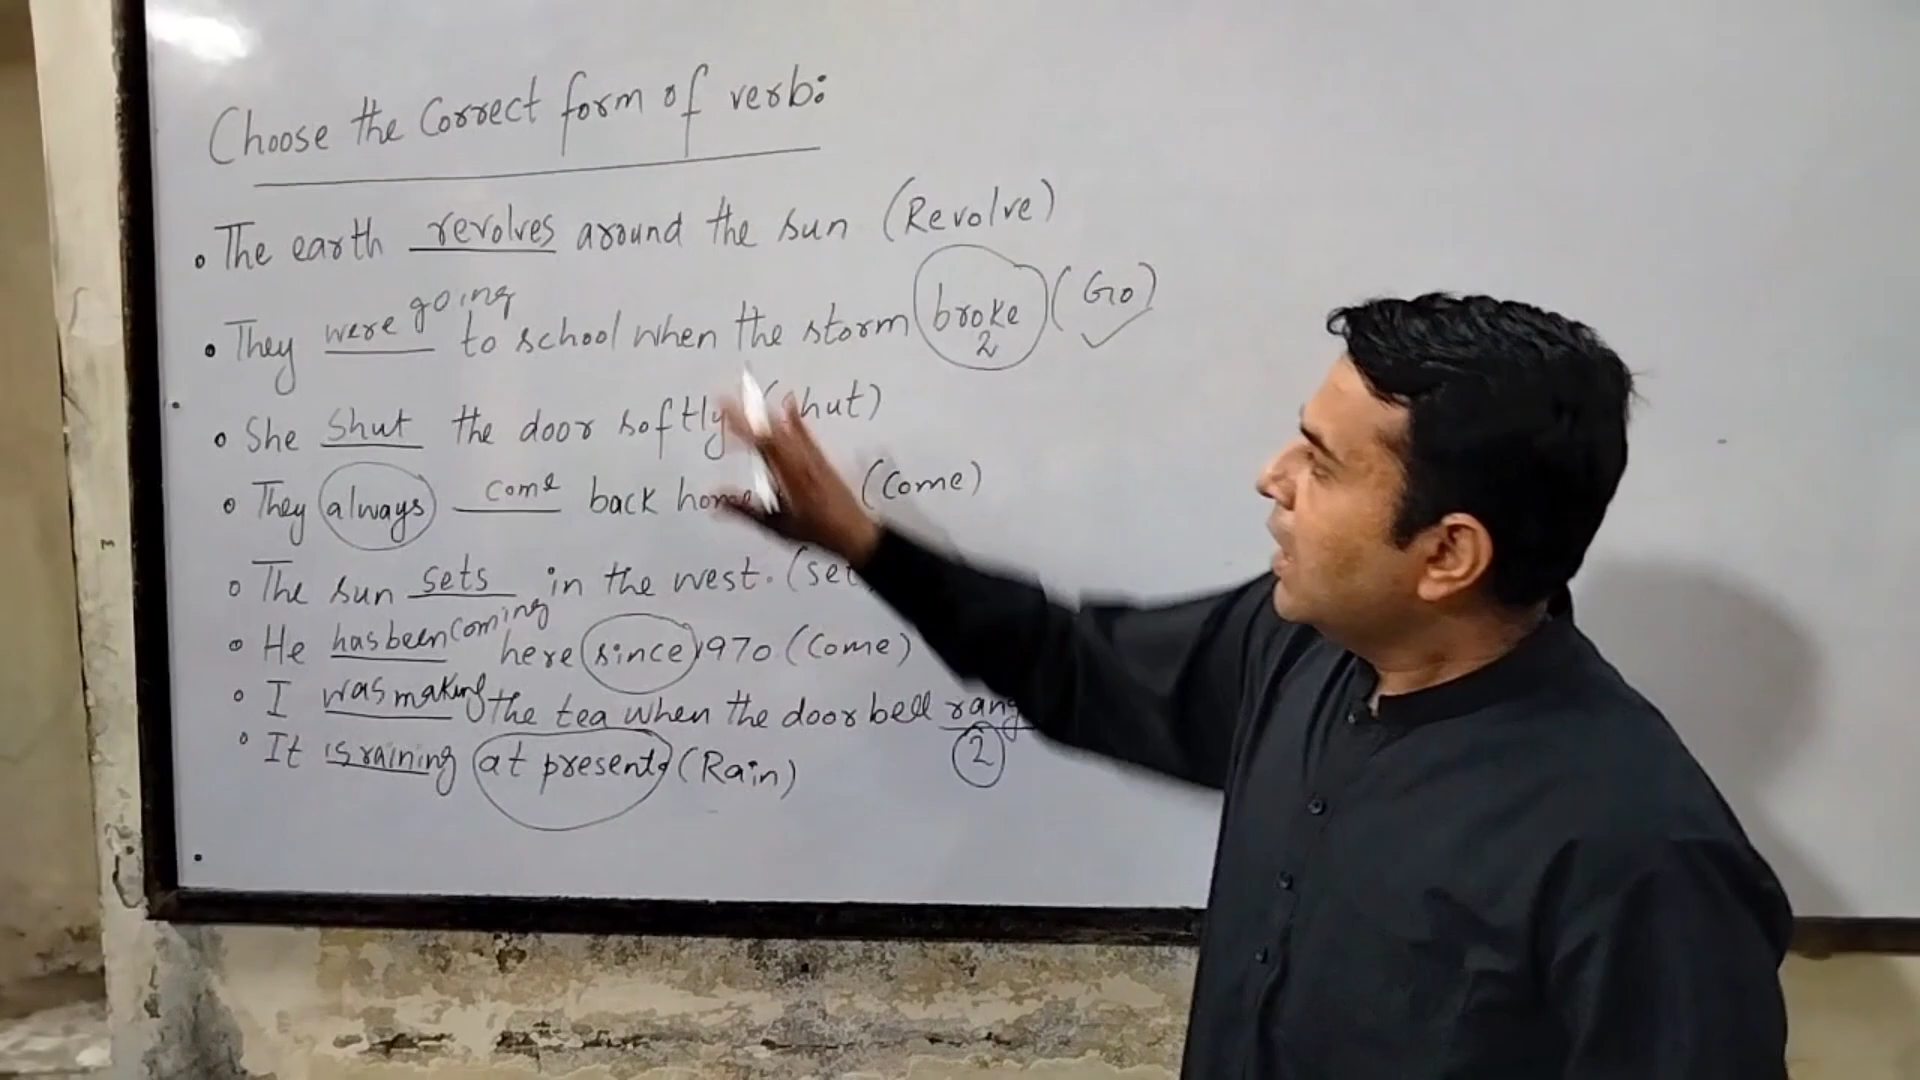 Choose the Correct form of verb:
• The earth revolves around the sun (Revolve)
• They were going to school when the storm broke (Go)
2
• She shut the door softly (shut)
• They always come back home (Come)
• The sun sets in the west. (set
• He has been coming here since 1970 (Come)
• I was making the tea when the door bell rang
2
• It is raining at present. (Rain)